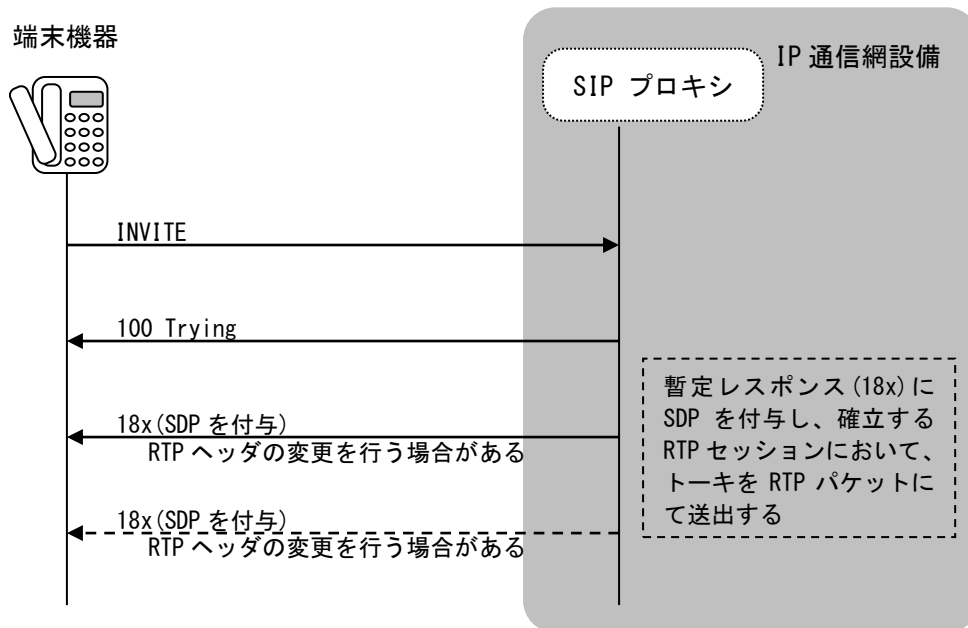 端末機器
IP 通信網設備
SIP プロキシ
INVITE
100 Trying
18x(SDP を付与)
RTP ヘッダの変更を行う場合がある
暫定レスポンス(18x)に
SDP を付与し、確立する
RTP セッションにおいて、
トーキを RTP パケットに
て送出する
18x(SDP を付与)
RTP ヘッダの変更を行う場合がある